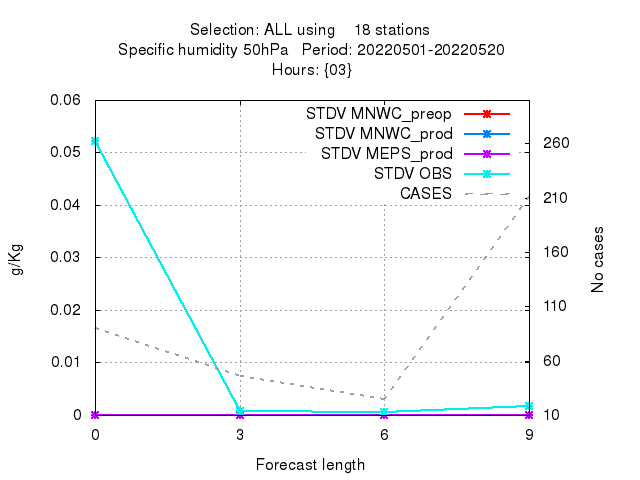 Selection: ALL using 18 stations
Specific humidity 50hPa Period: 20220501-20220520
Hours: {03}
STDV MNWC_preop
STDV MNWC_prod
STDV MEPS_prod
STDV OBS
CASES
0.06
0.05
0.04
0.03
0.02
0.01
0
g/Kg
260
210
160
110
60
10
No cases
0 3 6 9
Forecast length